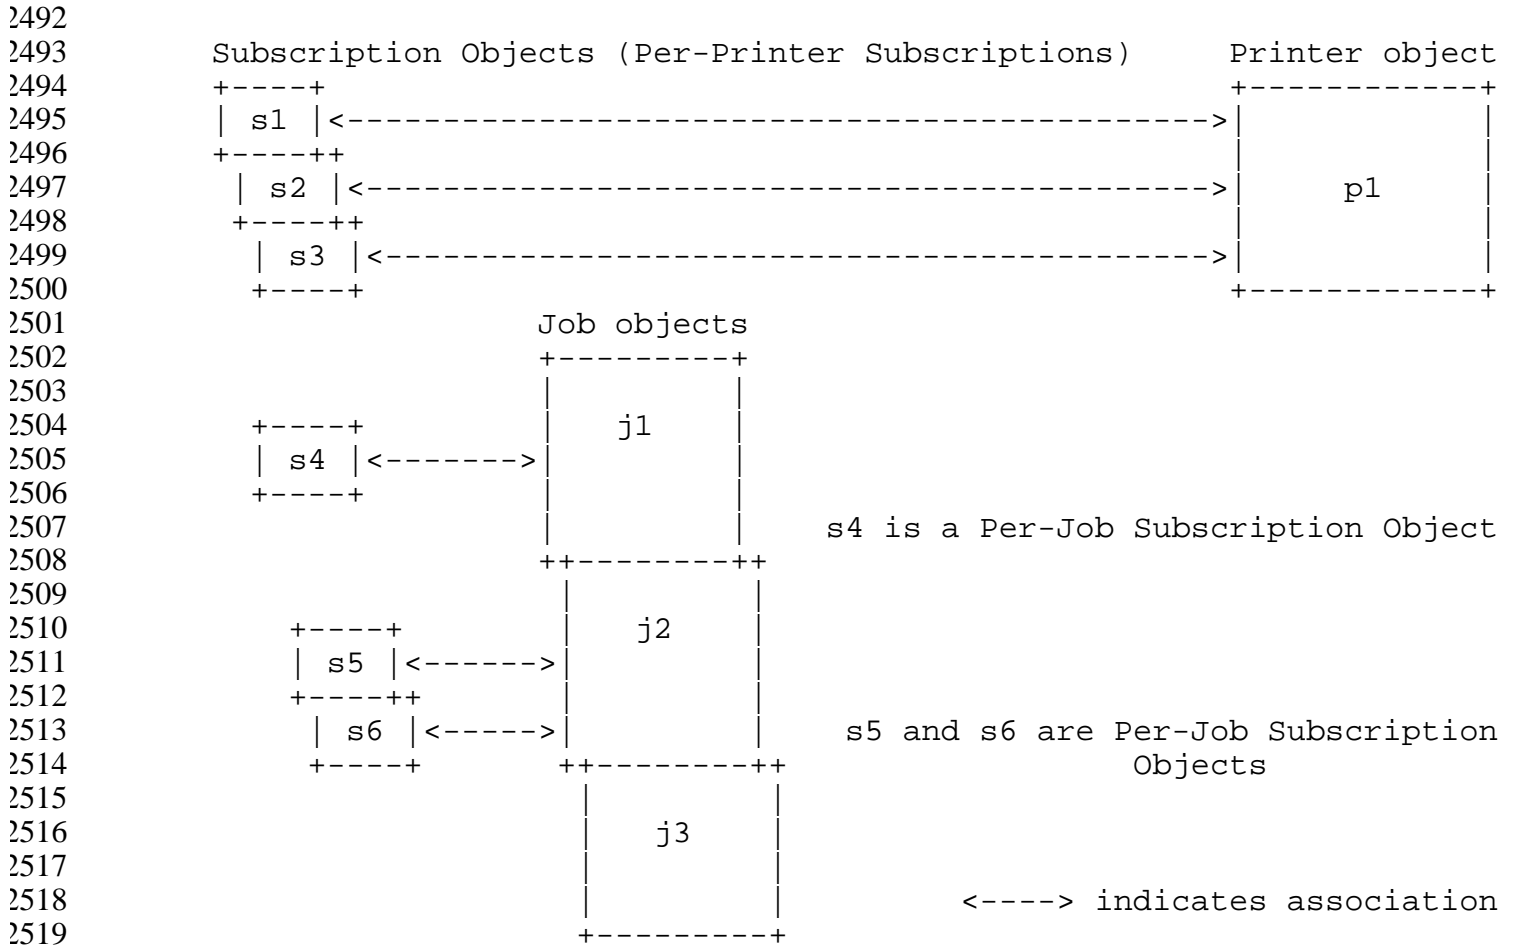 2492
2493 Subscription Objects (Per-Printer Subscriptions) Printer object
2494 +----+ +------------+
2495 | s1 |<--------------------------------------------->| |
2496 +----++ | |
2497 | s2 |<-------------------------------------------->| p1 |
2498 +----++ | |
2499 | s3 |<------------------------------------------->| |
2500 +----+ +------------+
2501 Job objects
2502 +---------+
2503 | |
2504 +----+ | j1 |
2505 | s4 |<------->| |
2506 +----+ | |
2507 | | s4 is a Per-Job Subscription Object
2508 ++--------++
2509 | |
2510 +----+ | j2 |
2511 | s5 |<------>| |
2512 +----++ | |
2513 | s6 |<----->| | s5 and s6 are Per-Job Subscription
2514 +----+ ++--------++ Objects
2515 | |
2516 | j3 |
2517 | |
2518 | | <----> indicates association
2519 +---------+